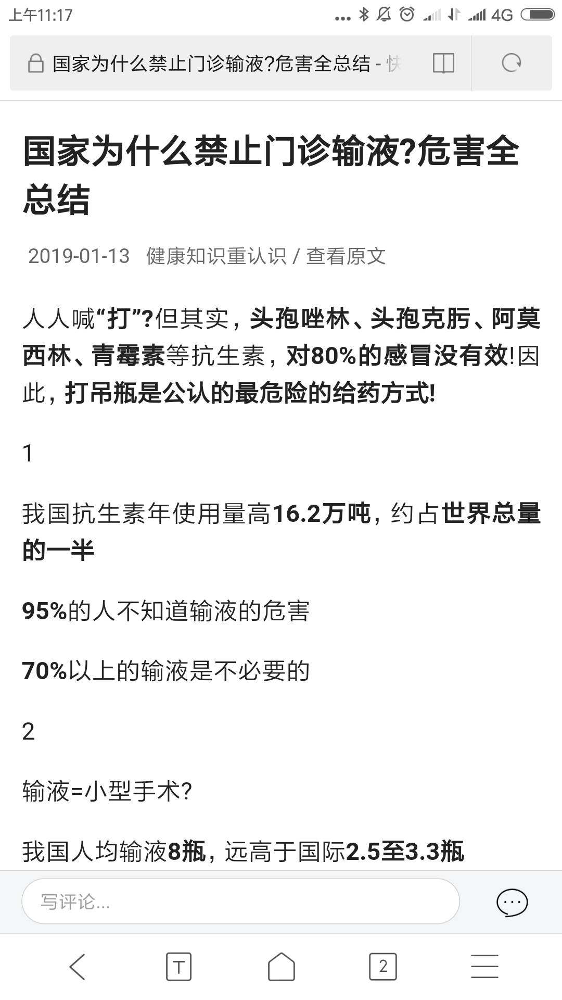 上午11:17
... 4G
国家为什么禁止门诊输液?危害全总结 - 快
国家为什么禁止门诊输液?危害全
总结
2019-01-13 健康知识重认识 / 查看原文
人人喊“打”?但其实,头孢唑林、头孢克肟、阿莫
西林、青霉素等抗生素,对80%的感冒没有效!因
此,打吊瓶是公认的最危险的给药方式!
1
我国抗生素年使用量高16.2万吨,约占世界总量
的一半
95%的人不知道输液的危害
70%以上的输液是不必要的
2
输液=小型手术?
我国人均输液8瓶,远高于国际2.5至3.3瓶
写评论...
T
2